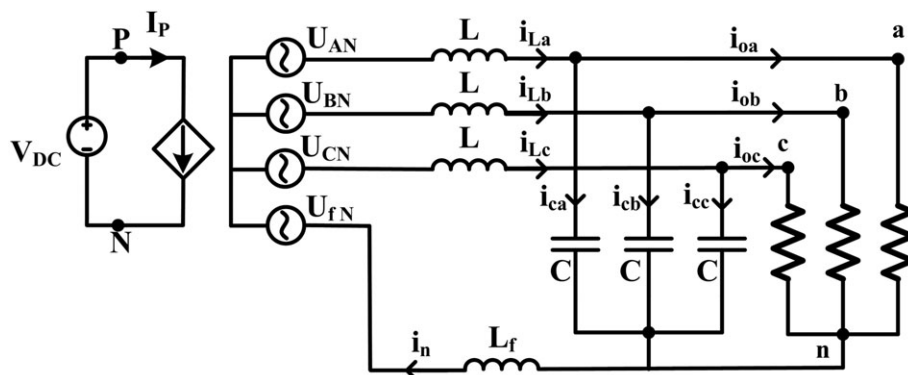 P I_P
V_DC
+
-
N
U_AN L i_La i_oa a
U_BN L i_Lb i_ob b
U_CN L i_Lc i_oc c
U_fN
i_ca i_cb i_cc
C C C
i_n L_f n